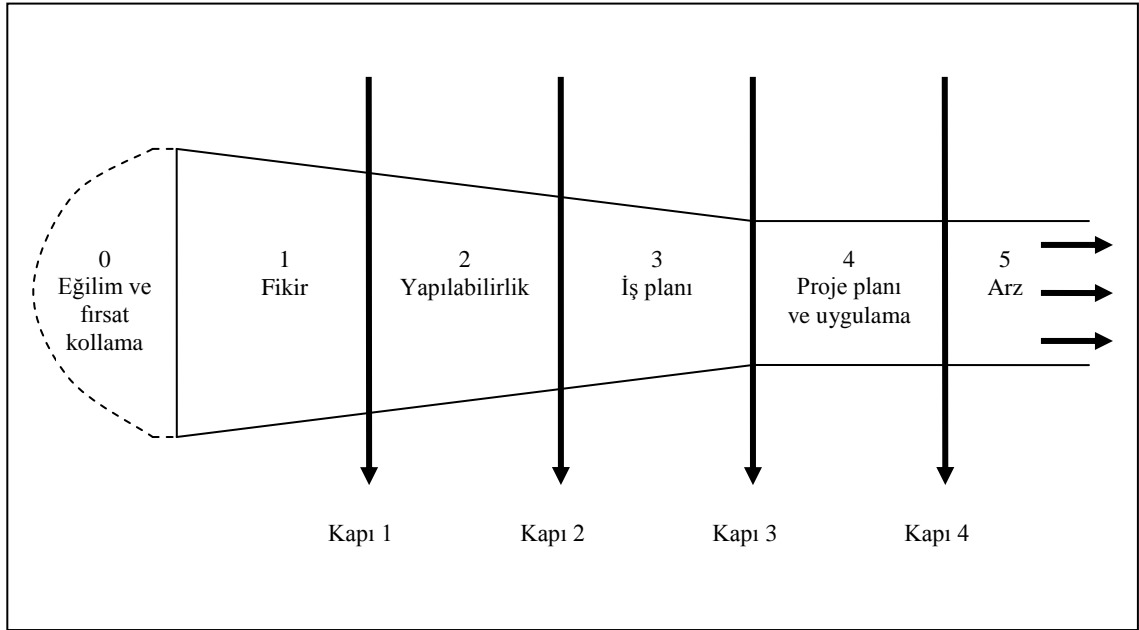 0
Eğilim ve
fırsat
kollama
1
Fikir
2
Yapılabilirlik
3
İş planı
4
Proje planı
ve uygulama
5
Arz
Kapı 1
Kapı 2
Kapı 3
Kapı 4